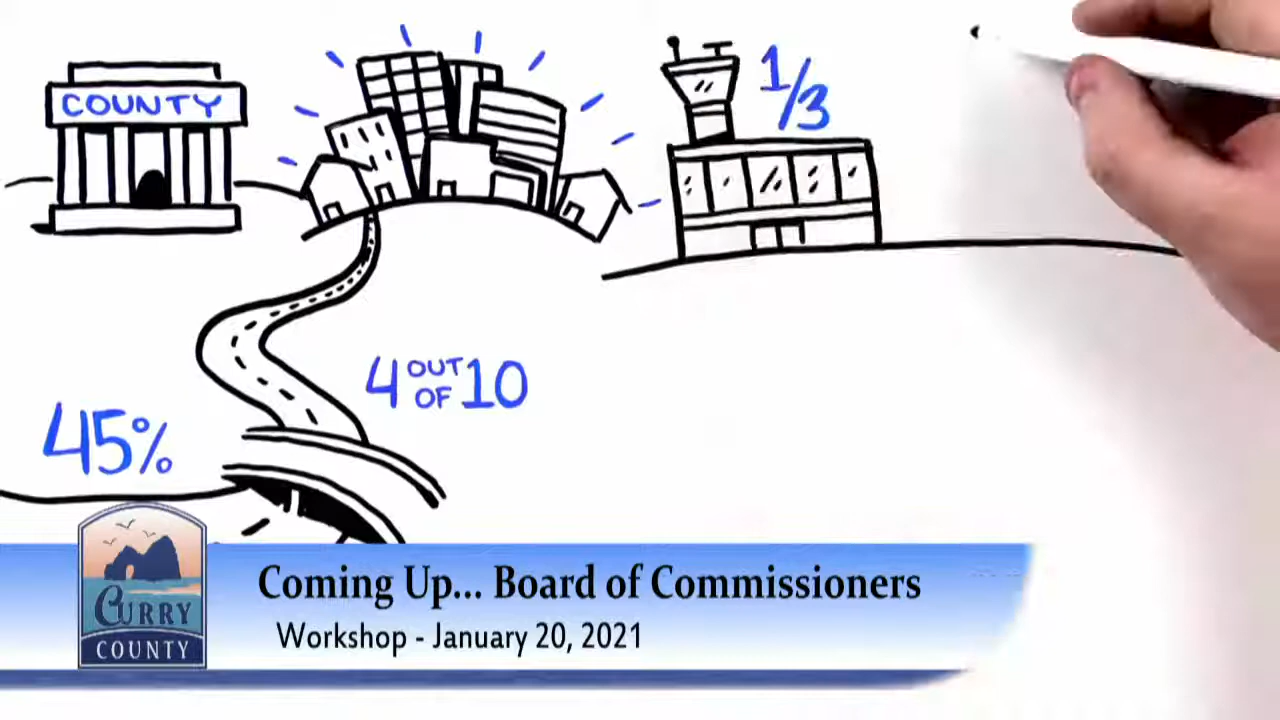 COUNTY
1/3
4 OUT OF 10
45%
Coming Up... Board of Commissioners
Workshop - January 20, 2021
CURRY
COUNTY